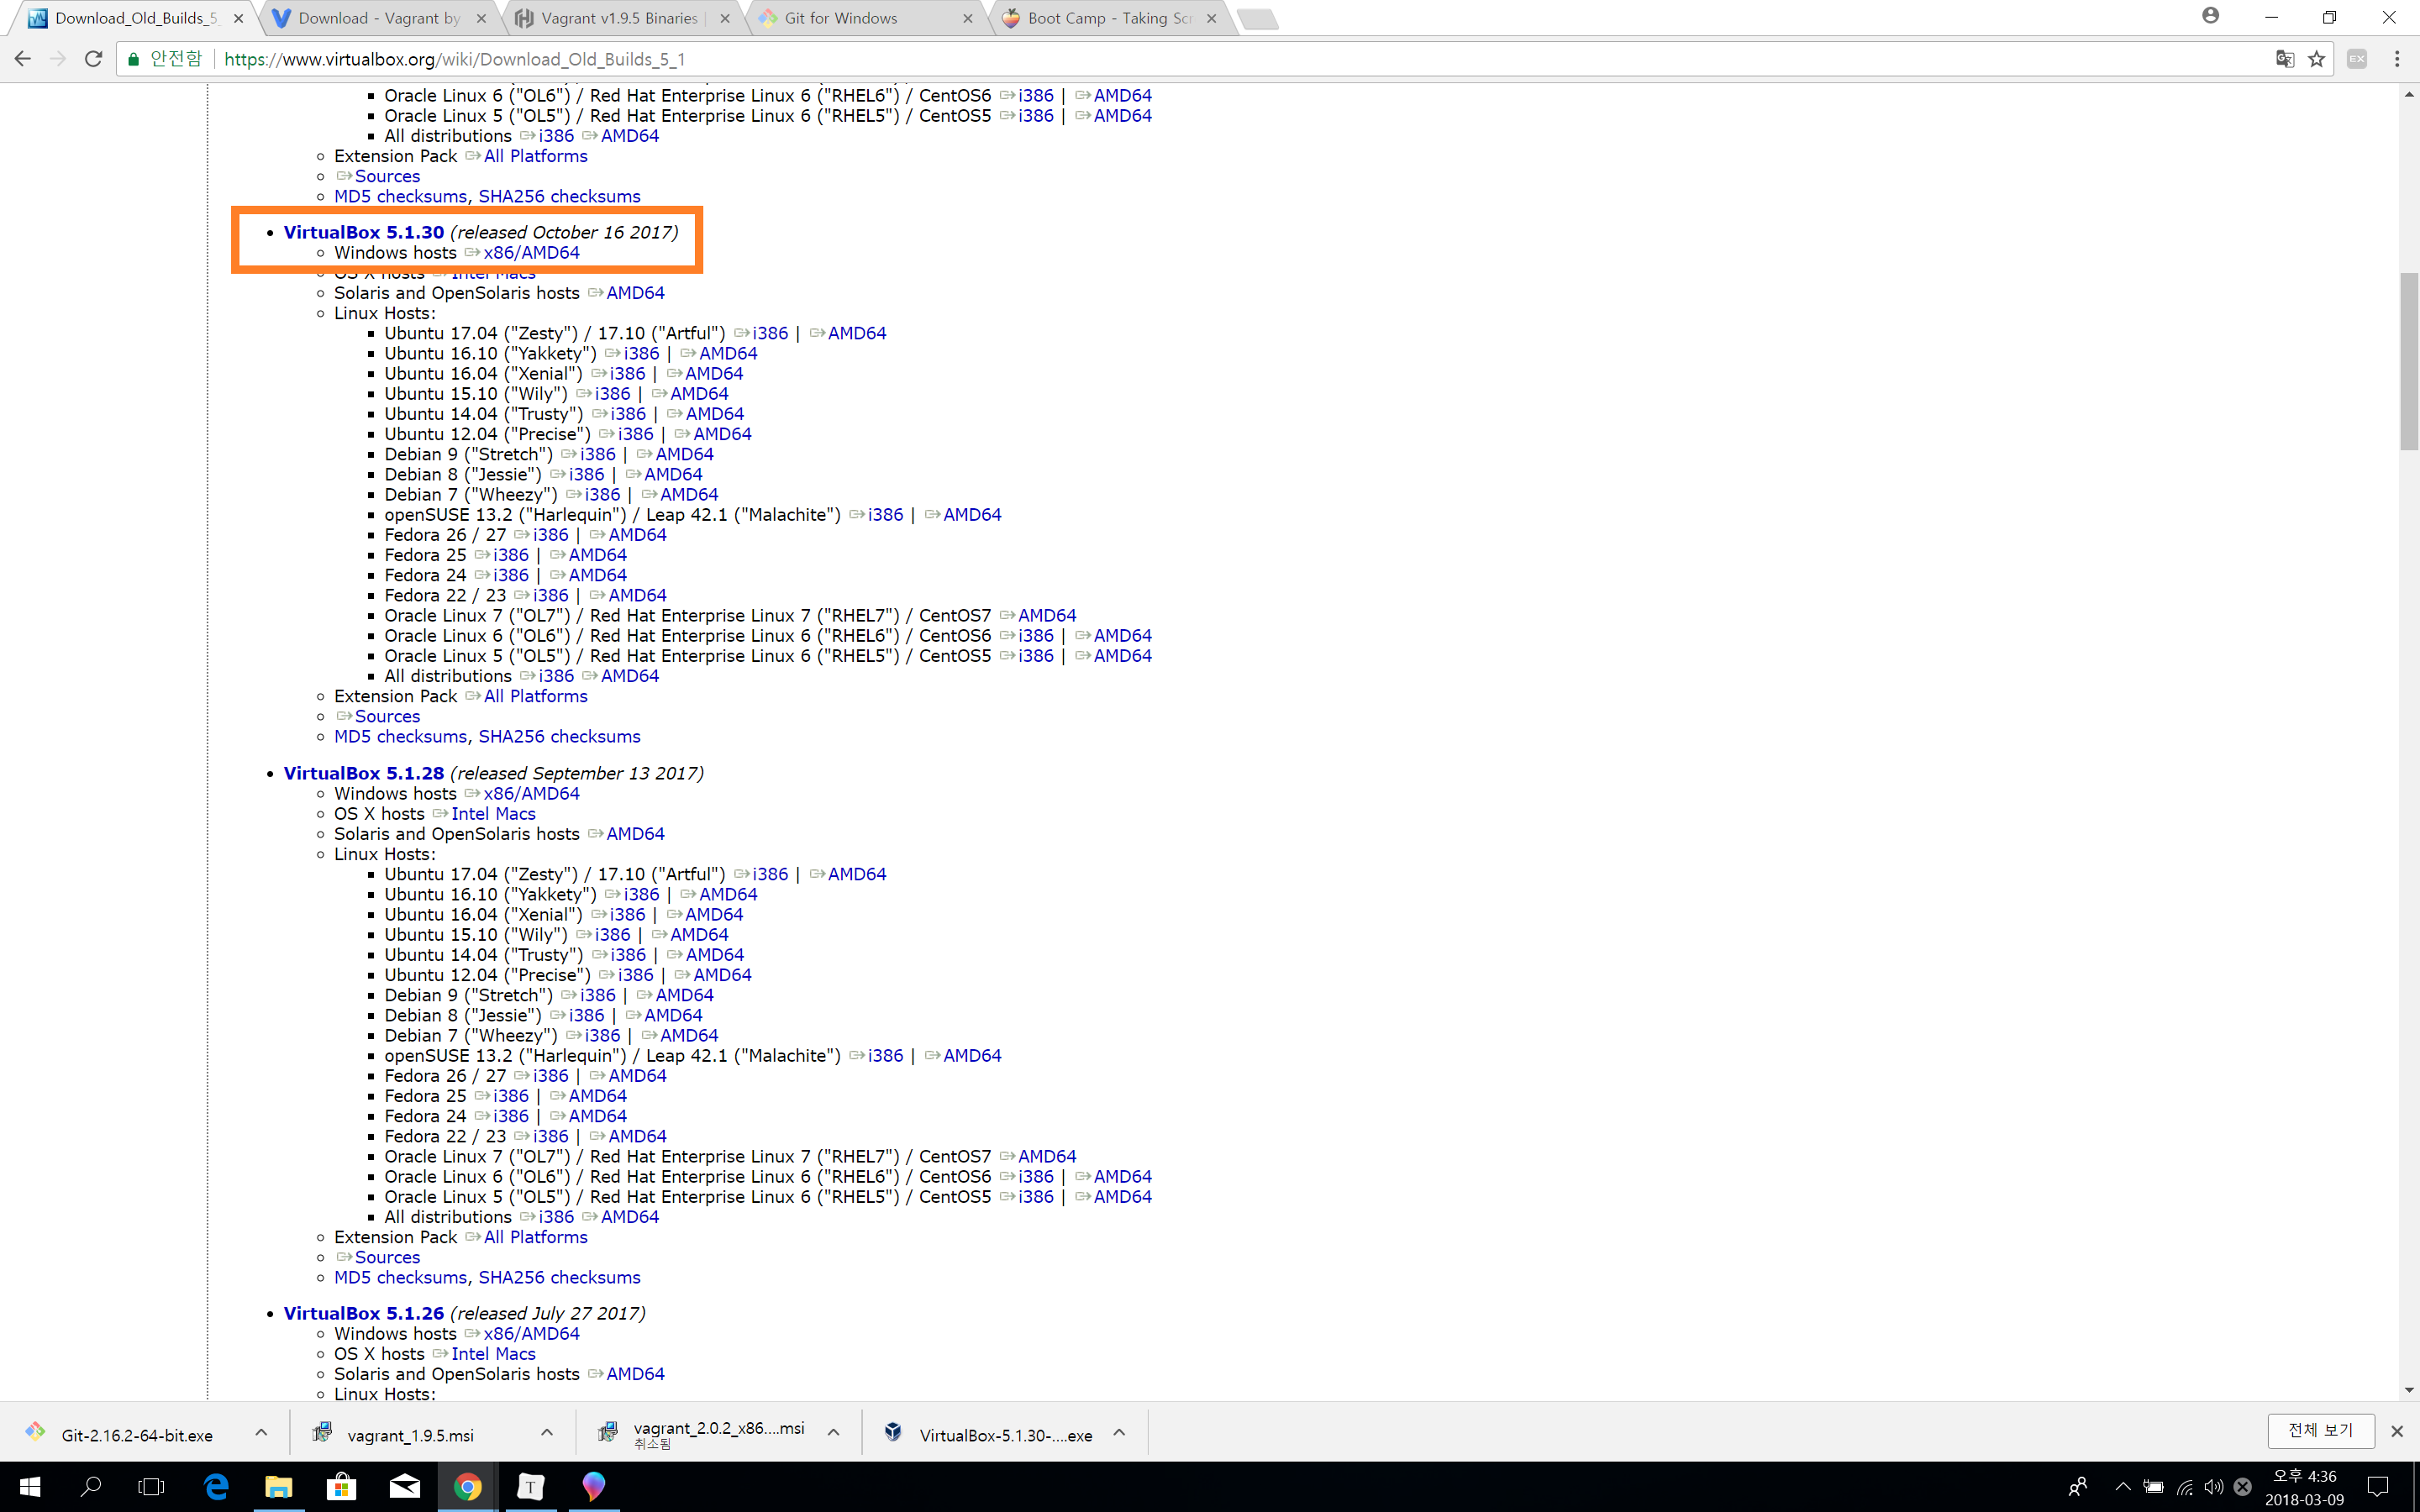 Download_Old_Builds_5_
Download - Vagrant by
Vagrant v1.9.5 Binaries |
Git for Windows
Boot Camp - Taking Scr
안전함 https://www.virtualbox.org/wiki/Download_Old_Builds_5_1
EX
Oracle Linux 6 ("OL6") / Red Hat Enterprise Linux 6 ("RHEL6") / CentOS6 i386 | AMD64
Oracle Linux 5 ("OL5") / Red Hat Enterprise Linux 6 ("RHEL5") / CentOS5 i386 | AMD64
All distributions i386 AMD64
Extension Pack All Platforms
Sources
MD5 checksums, SHA256 checksums
VirtualBox 5.1.30 (released October 16 2017)
Windows hosts x86/AMD64
OS X hosts Intel Macs
Solaris and OpenSolaris hosts AMD64
Linux Hosts:
Ubuntu 17.04 ("Zesty") / 17.10 ("Artful") i386 | AMD64
Ubuntu 16.10 ("Yakkety") i386 | AMD64
Ubuntu 16.04 ("Xenial") i386 | AMD64
Ubuntu 15.10 ("Wily") i386 | AMD64
Ubuntu 14.04 ("Trusty") i386 | AMD64
Ubuntu 12.04 ("Precise") i386 | AMD64
Debian 9 ("Stretch") i386 | AMD64
Debian 8 ("Jessie") i386 | AMD64
Debian 7 ("Wheezy") i386 | AMD64
openSUSE 13.2 ("Harlequin") / Leap 42.1 ("Malachite") i386 | AMD64
Fedora 26 / 27 i386 | AMD64
Fedora 25 i386 | AMD64
Fedora 24 i386 | AMD64
Fedora 22 / 23 i386 | AMD64
Oracle Linux 7 ("OL7") / Red Hat Enterprise Linux 7 ("RHEL7") / CentOS7 AMD64
Oracle Linux 6 ("OL6") / Red Hat Enterprise Linux 6 ("RHEL6") / CentOS6 i386 | AMD64
Oracle Linux 5 ("OL5") / Red Hat Enterprise Linux 6 ("RHEL5") / CentOS5 i386 | AMD64
All distributions i386 AMD64
Extension Pack All Platforms
Sources
MD5 checksums, SHA256 checksums
VirtualBox 5.1.28 (released September 13 2017)
Windows hosts x86/AMD64
OS X hosts Intel Macs
Solaris and OpenSolaris hosts AMD64
Linux Hosts:
Ubuntu 17.04 ("Zesty") / 17.10 ("Artful") i386 | AMD64
Ubuntu 16.10 ("Yakkety") i386 | AMD64
Ubuntu 16.04 ("Xenial") i386 | AMD64
Ubuntu 15.10 ("Wily") i386 | AMD64
Ubuntu 14.04 ("Trusty") i386 | AMD64
Ubuntu 12.04 ("Precise") i386 | AMD64
Debian 9 ("Stretch") i386 | AMD64
Debian 8 ("Jessie") i386 | AMD64
Debian 7 ("Wheezy") i386 | AMD64
openSUSE 13.2 ("Harlequin") / Leap 42.1 ("Malachite") i386 | AMD64
Fedora 26 / 27 i386 | AMD64
Fedora 25 i386 | AMD64
Fedora 24 i386 | AMD64
Fedora 22 / 23 i386 | AMD64
Oracle Linux 7 ("OL7") / Red Hat Enterprise Linux 7 ("RHEL7") / CentOS7 AMD64
Oracle Linux 6 ("OL6") / Red Hat Enterprise Linux 6 ("RHEL6") / CentOS6 i386 | AMD64
Oracle Linux 5 ("OL5") / Red Hat Enterprise Linux 6 ("RHEL5") / CentOS5 i386 | AMD64
All distributions i386 AMD64
Extension Pack All Platforms
Sources
MD5 checksums, SHA256 checksums
VirtualBox 5.1.26 (released July 27 2017)
Windows hosts x86/AMD64
OS X hosts Intel Macs
Solaris and OpenSolaris hosts AMD64
Linux Hosts:
Git-2.16.2-64-bit.exe
vagrant_1.9.5.msi
vagrant_2.0.2_x86....msi
취소됨
VirtualBox-5.1.30-....exe
전체 보기
T
오후 4:36
2018-03-09